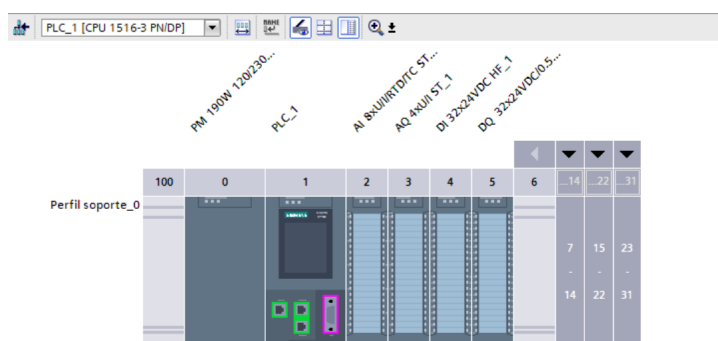 PLC_1 [CPU 1516-3 PN/DP]
PM 190W 120/230...
PLC_1
AI 8xU/I/RTD/TC ST...
AQ 4xU/I ST_1
DI 32x24VDC HF_1
DQ 32x24VDC/0.5...
100 0 1 2 3 4 5 6 ...14 ...22 ...31
Perfil soporte_0
SIEMENS
7 15 23
- - -
14 22 31